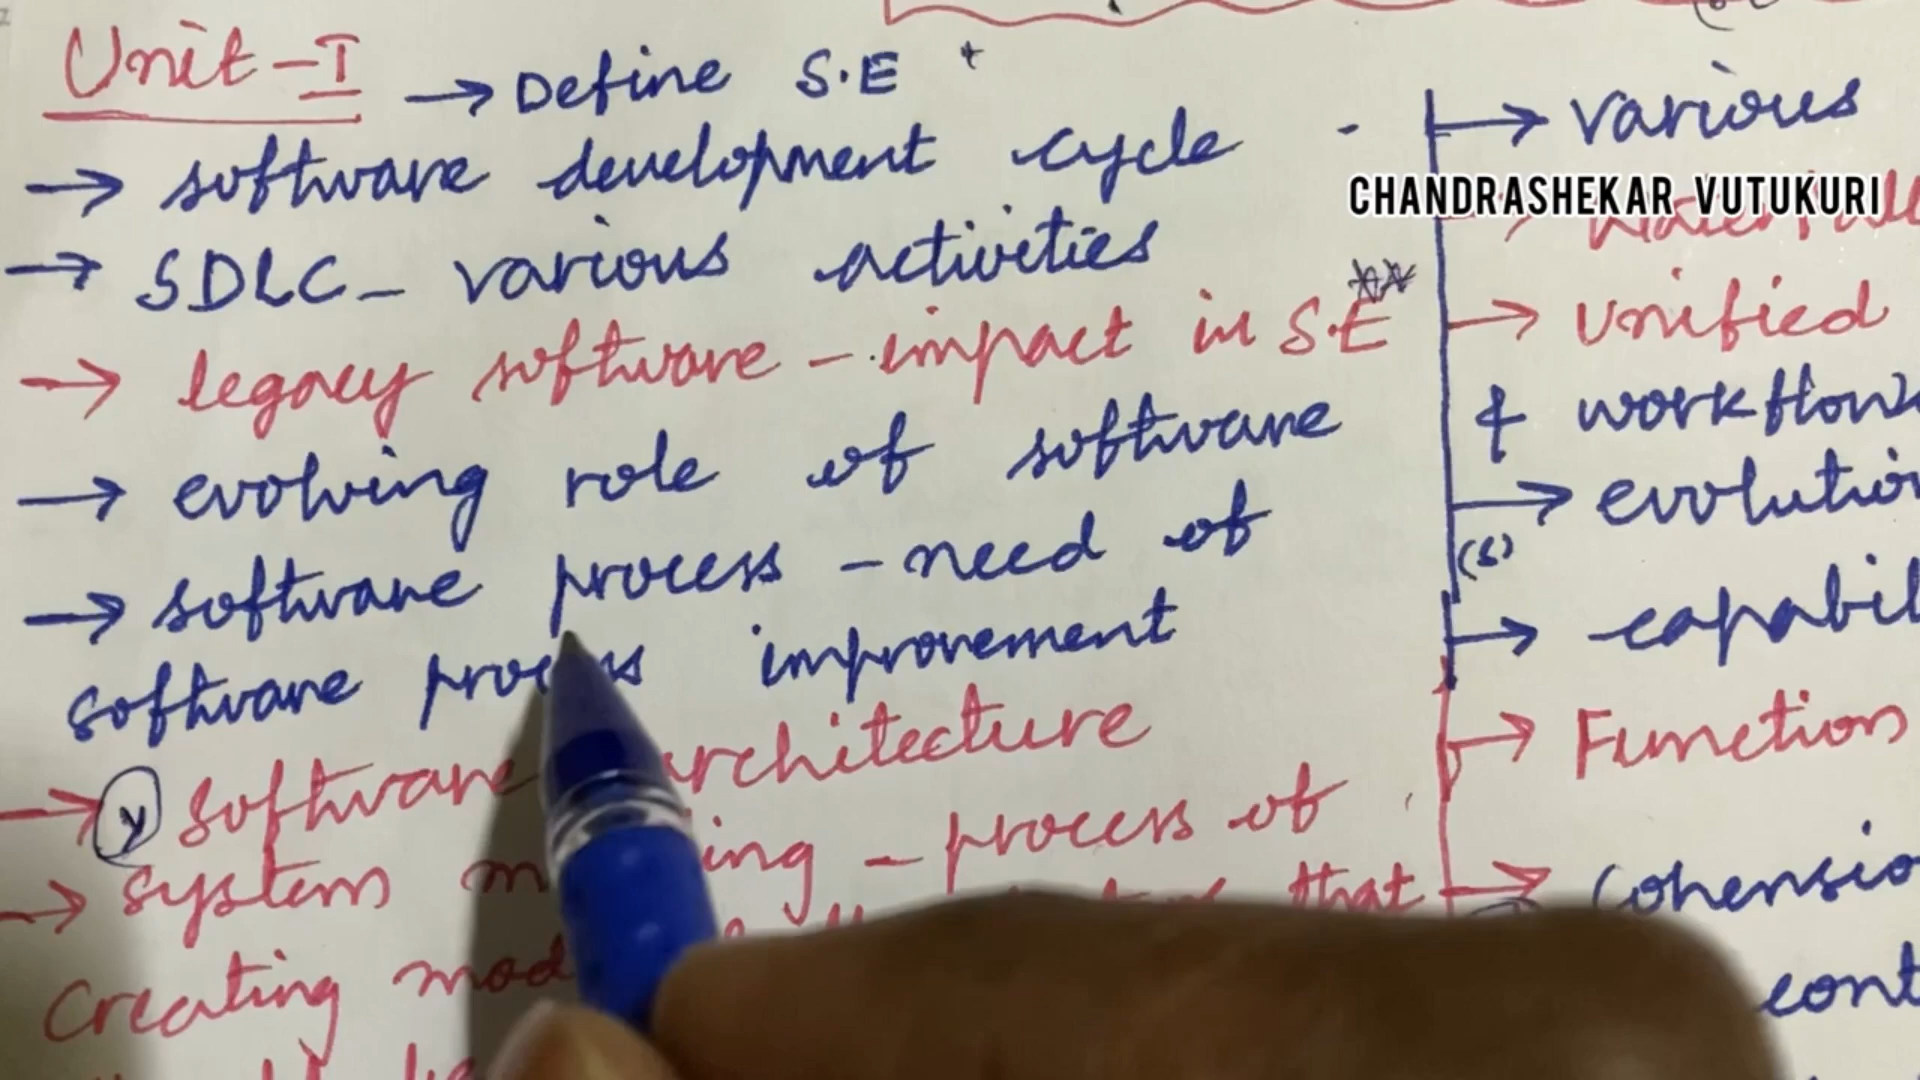 Unit-I → Define S.E *
→ software development cycle -
→ SDLC - various activities
→ legacy software - impact in S.E **
→ evolving role of software
→ software process - need of
software process improvement
→ software architecture
→ system - process of
Creating that
→ various
CHANDRASHEKAR VUTUKURI
→ Unified
& workflow
→ evolution
(s)
→ capabil
→ Function
→ Cohensio
cont